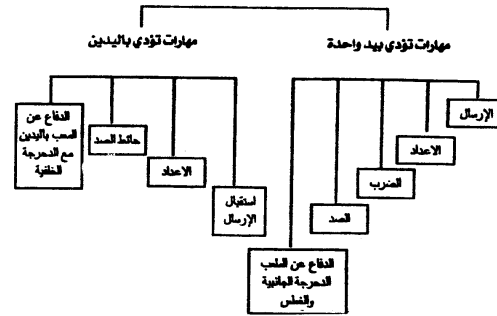 مهارات تؤدي بيد واحدة
مهارات تؤدي باليدين
الإرسال
الاعداد
الضرب
الصد
الدفاع عن الملعب
الدحرجة الجانبية
والغطس
استقبال
الإرسال
الاعداد
حائط الصد
الدفاع عن
الملعب باليدين
مع الدحرجة
الخلفية